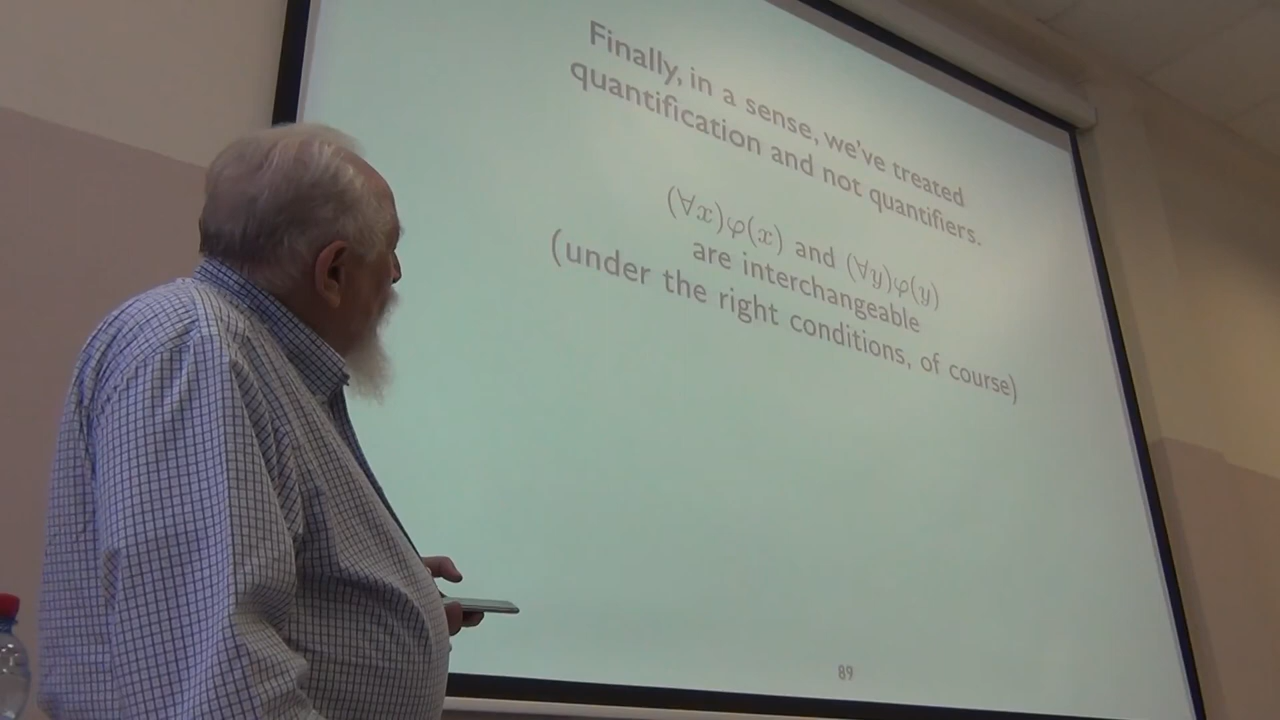 Finally, in a sense, we've treated
quantification and not quantifiers.
(∀x)φ(x) and (∀y)φ(y)
are interchangeable
(under the right conditions, of course)
89